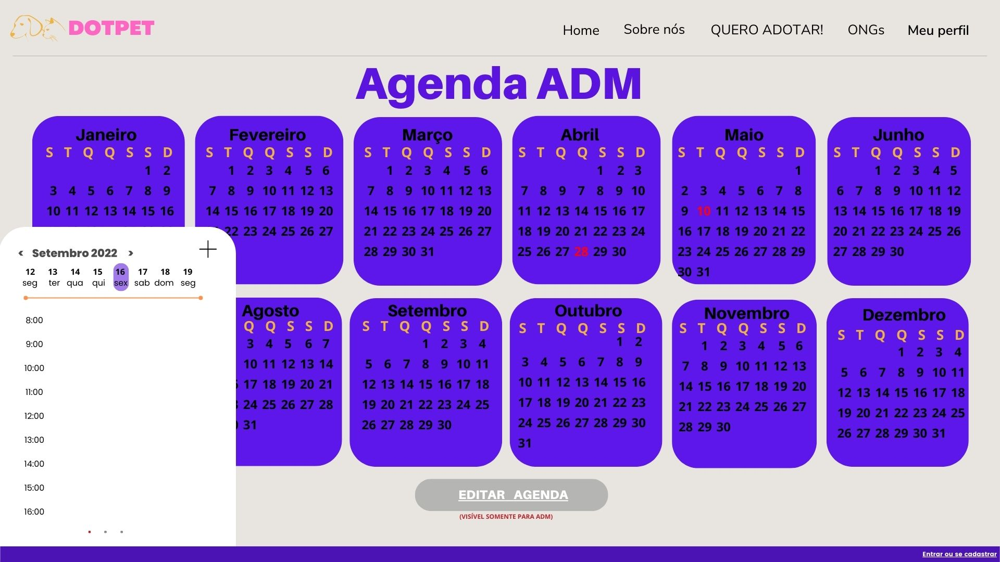 DOTPET
Home Sobre nós QUERO ADOTAR! ONGs Meu perfil
Agenda ADM
Janeiro
S T Q Q S S D
1 2
3 4 5 6 7 8 9
10 11 12 13 14 15 16
Fevereiro
S T Q Q S S D
1 2 3 4 5 6
7 8 9 10 11 12 13
14 15 16 17 18 19 20
22 23 24 25 26 27
Março
S T Q Q S S D
1 2 3 4 5 6
7 8 9 10 11 12 13
14 15 16 17 18 19 20
21 22 23 24 25 26 27
28 29 30 31
Abril
S T Q Q S S D
1 2 3
7 8 9 7 8 9 10
11 12 13 14 15 16 17
18 19 20 21 22 23 24
25 26 27 28 29 30
Maio
S T Q Q S S D
1
2 3 4 5 6 7 8
9 10 11 12 13 14 15
16 17 18 19 20 21 22
23 24 25 26 27 28 29
30 31
Junho
S T Q Q S S D
1 2 3 4 5
6 7 8 9 10 11 12
13 14 15 16 17 18 19
20 21 22 23 24 25 26
27 28 29 30
< Setembro 2022 >
12 13 14 15 16 17 18 19
seg ter qua qui sex sab dom seg
8:00
9:00
10:00
11:00
12:00
13:00
14:00
15:00
16:00
Agosto
Q Q S S D
3 4 5 6 7
10 11 12 13 14
17 18 19 20 21
24 25 26 27 28
31
Setembro
S T Q Q S S D
1 2 3 4
5 6 7 8 9 10 11
12 13 14 15 16 17 18
19 20 21 22 23 24 25
26 27 28 29 30
Outubro
S T Q Q S S D
1 2
3 4 5 6 7 8 9
10 11 12 13 14 15 16
17 18 19 20 21 22 23
24 25 26 27 28 29 30
31
Novembro
S T Q Q S S D
1 2 3 4 5 6
7 8 9 10 11 12 13
14 15 16 17 18 19 20
21 22 23 24 25 26 27
28 29 30
Dezembro
S T Q Q S S D
1 2 3 4
5 6 7 8 9 10 11
12 13 14 15 16 17 18
19 20 21 22 23 24 25
26 27 28 29 30 31
EDITAR AGENDA
(VISÍVEL SOMENTE PARA ADM)
Entrar ou se cadastrar